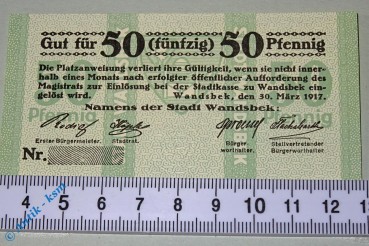 Gut für 50 (fünfzig) 50 Pfennig
Die Platzanweisung verliert ihre Gültigkeit, wenn sie nicht inner-
halb eines Monats nach erfolgter öffentlicher Aufforderung des
Magistrats zur Einlösung bei der Stadtkasse zu Wandsbek ein-
gelöst wird.
Wandsbek, den 30. März 1917.
Namens der Stadt Wandsbek:
Erster Bürgermeister. Stadtrat. Bürger-
worthalter. Stellvertretender
Bürgerworthalter.
Nr.
4 5 6 7 8 9 10 11 12 13